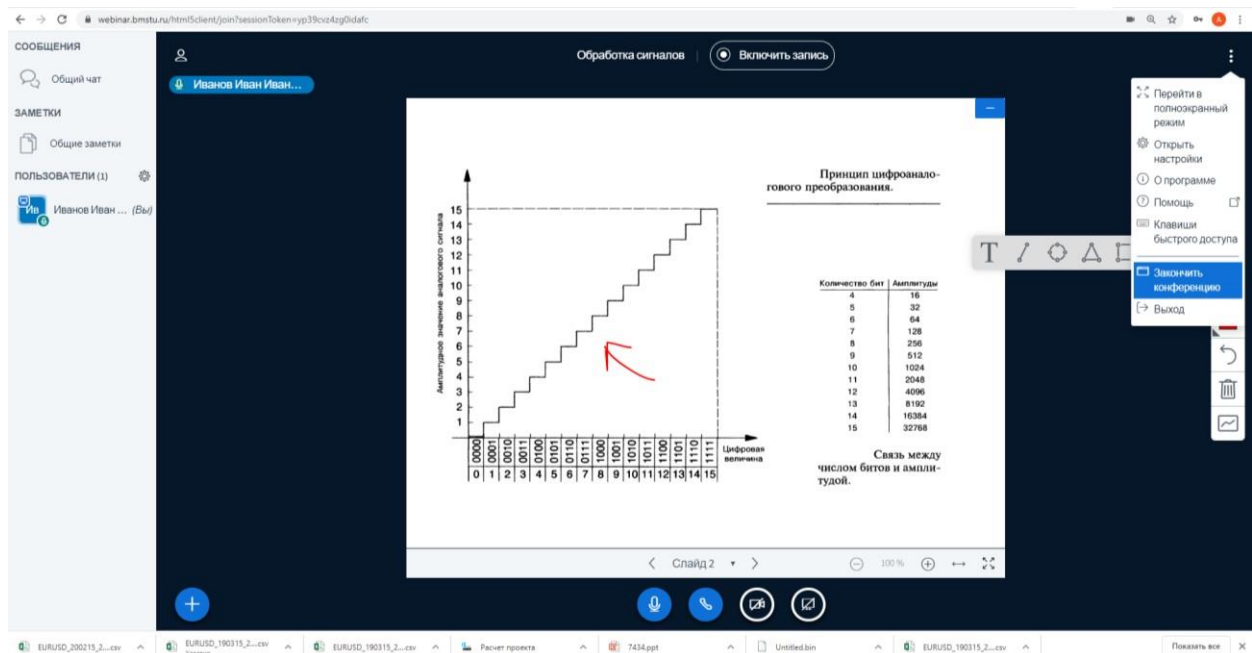 webinar.bmstu.ru/html5client/join?sessionToken=yp39cvz4zg0idafc
СООБЩЕНИЯ
Общий чат
ЗАМЕТКИ
Общие заметки
ПОЛЬЗОВАТЕЛИ (1)
Ив
Иванов Иван ... (Вы)
Обработка сигналов
Включить запись
Иванов Иван Иван...
Принцип цифроанало-
гового преобразования.
Амплитудное значение аналогового сигнала
15
14
13
12
11
10
9
8
7
6
5
4
3
2
1
0000 0001 0010 0011 0100 0101 0110 0111 1000 1001 1010 1011 1100 1101 1110 1111
0 1 2 3 4 5 6 7 8 9 10 11 12 13 14 15
Цифровая
величина
Количество бит Амплитуды
4 16
5 32
6 64
7 128
8 256
9 512
10 1024
11 2048
12 4096
13 8192
14 16384
15 32768
Связь между
числом битов и ампли-
тудой.
Слайд 2
100 %
T
Перейти в
полноэкранный
режим
Открыть
настройки
О программе
Помощь
Клавиши
быстрого доступа
Закончить
конференцию
Выход
EURUSD_200215_2....csv
EURUSD_190315_2....csv
EURUSD_190315_2....csv
Расчет проекта
7434.ppt
Untitled.bin
EURUSD_190315_2....csv
Показать все